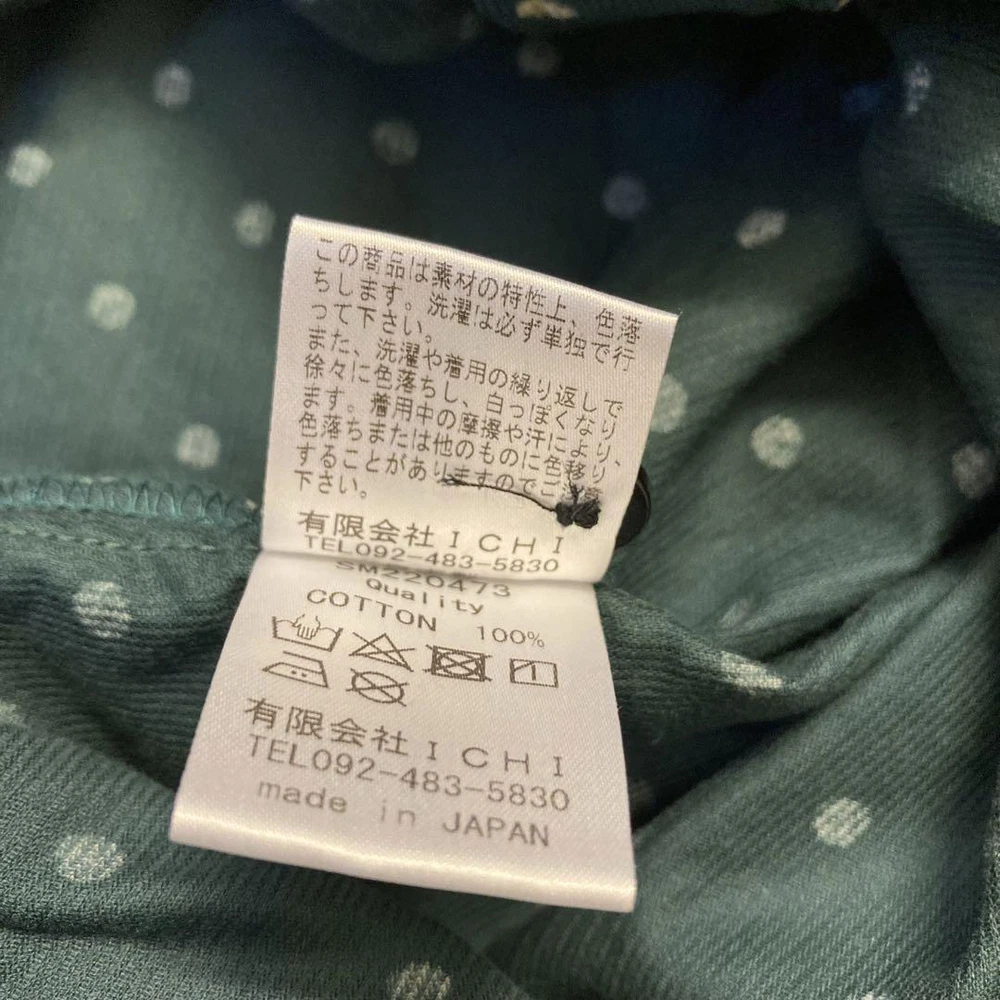 この商品は素材の特性上、色落
ちします。洗濯は必ず単独で行
って下さい。
また、洗濯や着用の繰り返しで
徐々に色落ちし、白っぽくなり
ます。着用中の摩擦や汗により、
色落ちまたは他のものに色移り
することがありますのでご
下さい。
有限会社ICHI
TEL092-483-5830
SM220473
Quality
COTTON 100%
有限会社ICHI
TEL092-483-5830
made in JAPAN